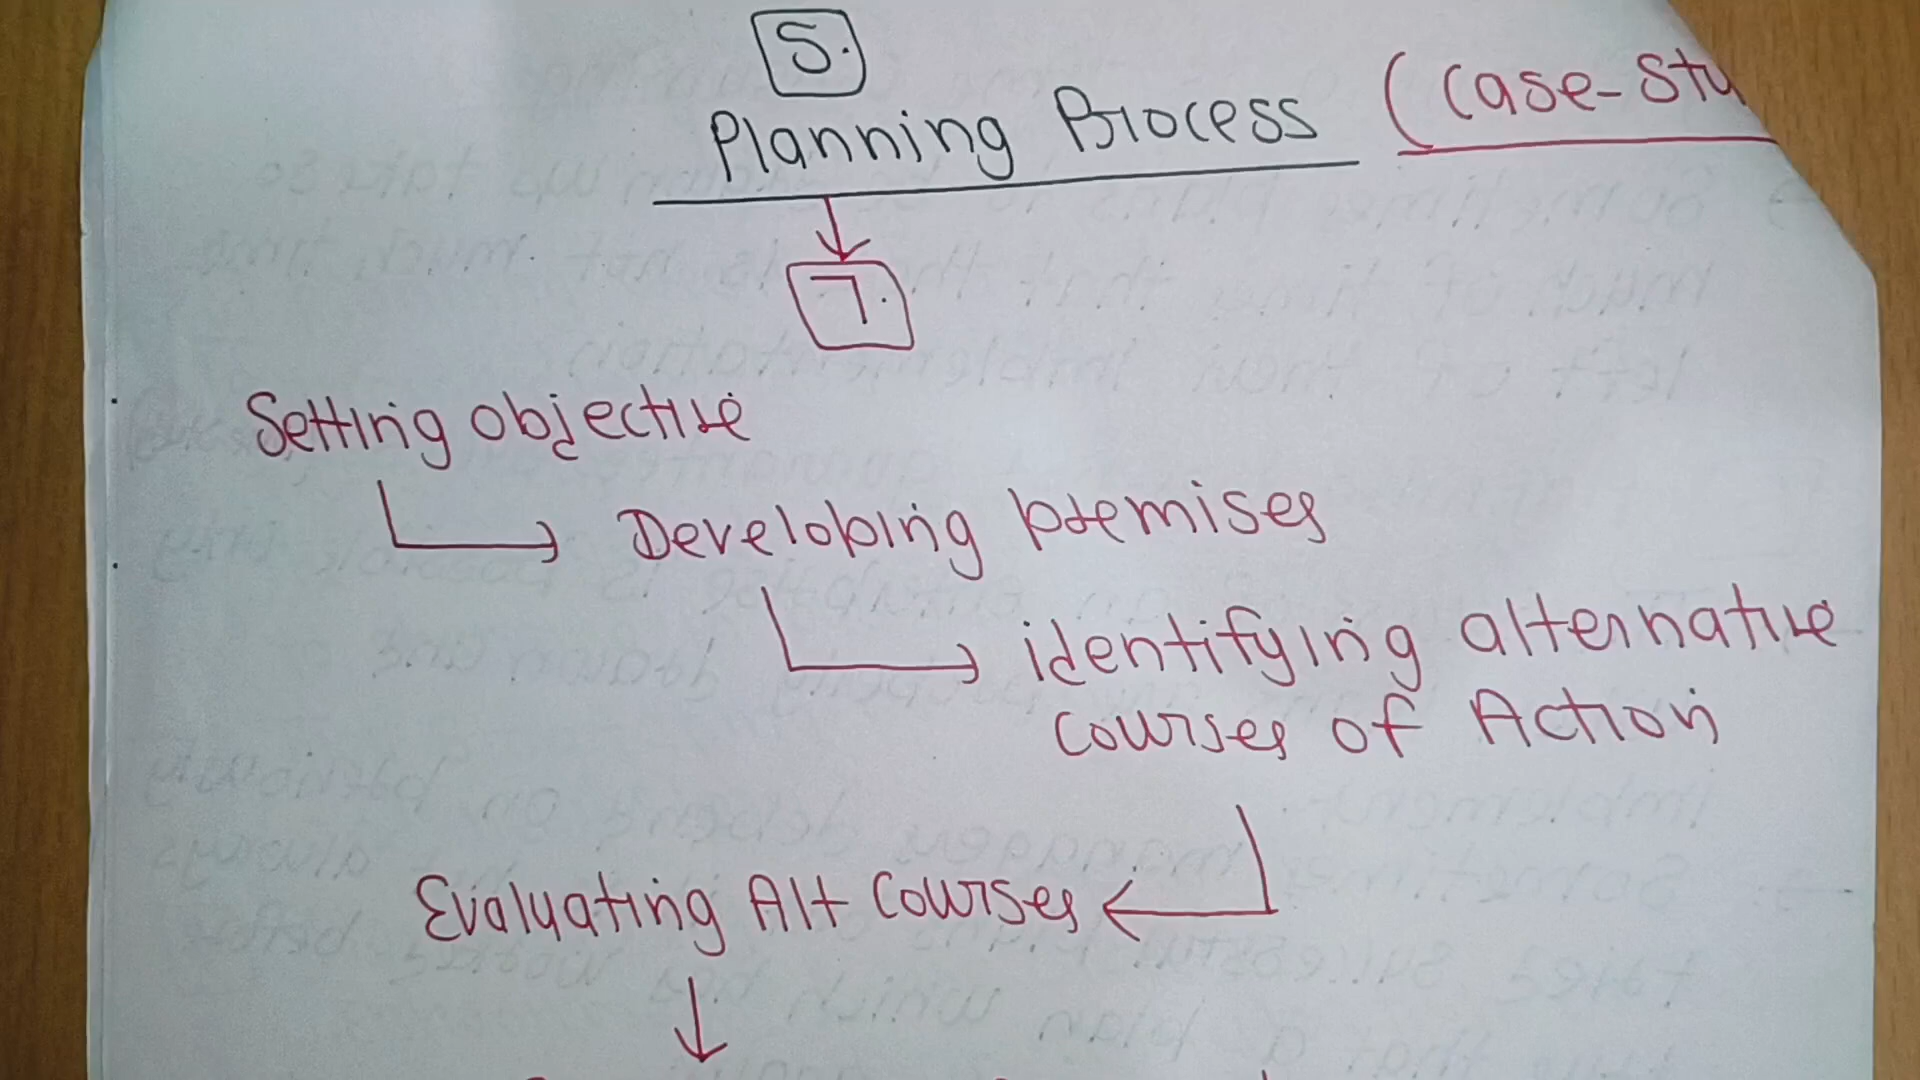 5.
Planning Process (Case-Stu
7.
Setting objective
Developing premises
identifying alternative
courses of Action
Evaluating Alt Courses